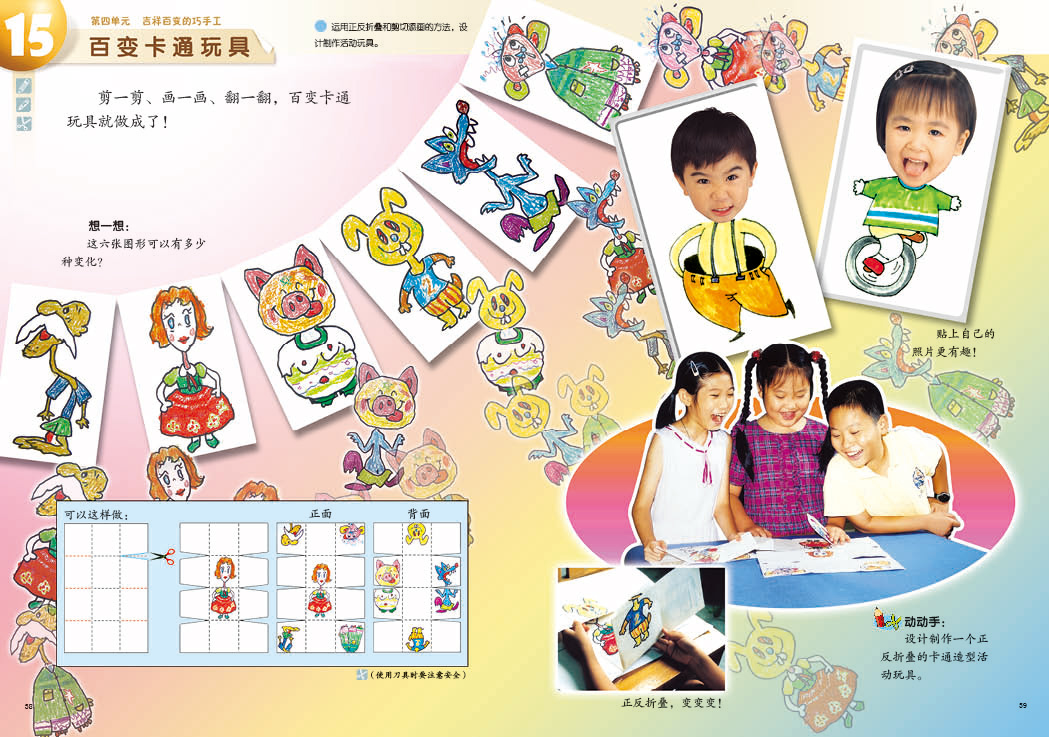 15
第四单元 吉祥百变的巧手工
百变卡通玩具
运用正反折叠和剪切添画的方法，设
计制作活动玩具。
剪一剪、画一画、翻一翻，百变卡通
玩具就做成了！
想一想：
这六张图形可以有多少
种变化？
贴上自己的
照片更有趣！
可以这样做：
正面
背面
（使用刀具时要注意安全）
正反折叠，变变变！
动动手：
设计制作一个正
反折叠的卡通造型活
动玩具。
58
59